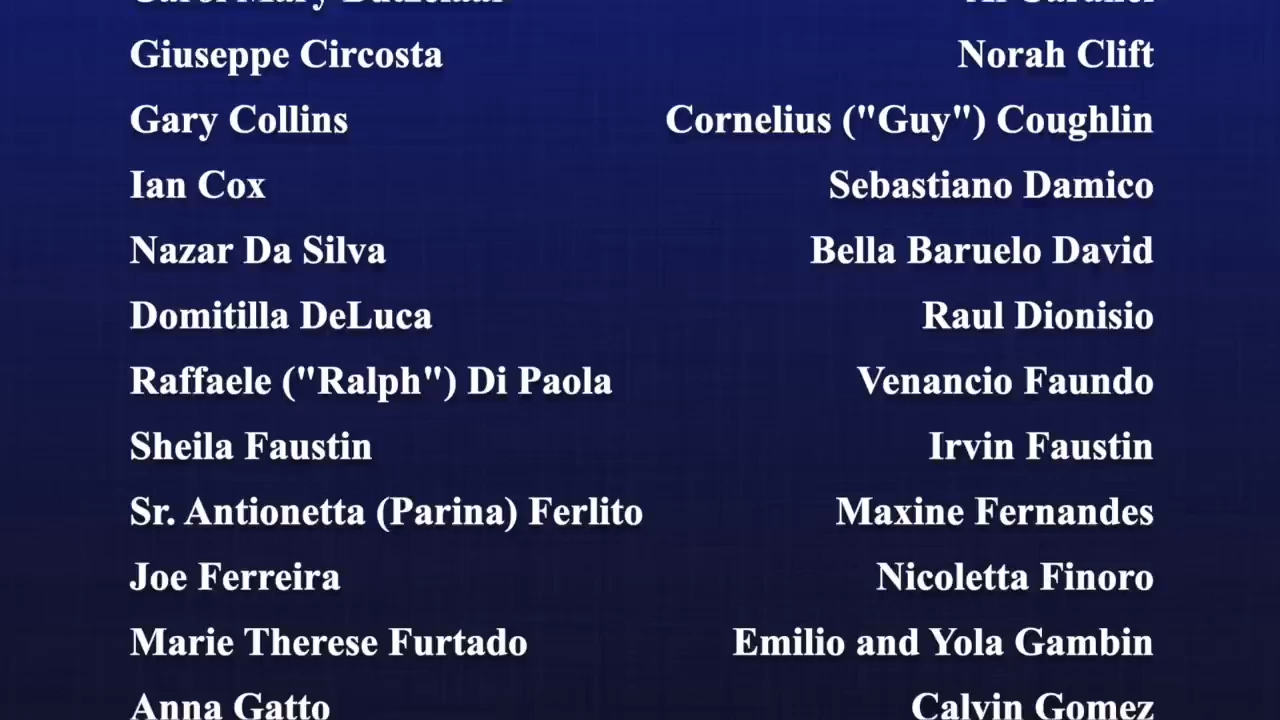 Giuseppe Circosta Norah Clift
Gary Collins Cornelius ("Guy") Coughlin
Ian Cox Sebastiano Damico
Nazar Da Silva Bella Baruelo David
Domitilla DeLuca Raul Dionisio
Raffaele ("Ralph") Di Paola Venancio Faundo
Sheila Faustin Irvin Faustin
Sr. Antionetta (Parina) Ferlito Maxine Fernandes
Joe Ferreira Nicoletta Finoro
Marie Therese Furtado Emilio and Yola Gambin
Anna Gatto Calvin Gomez